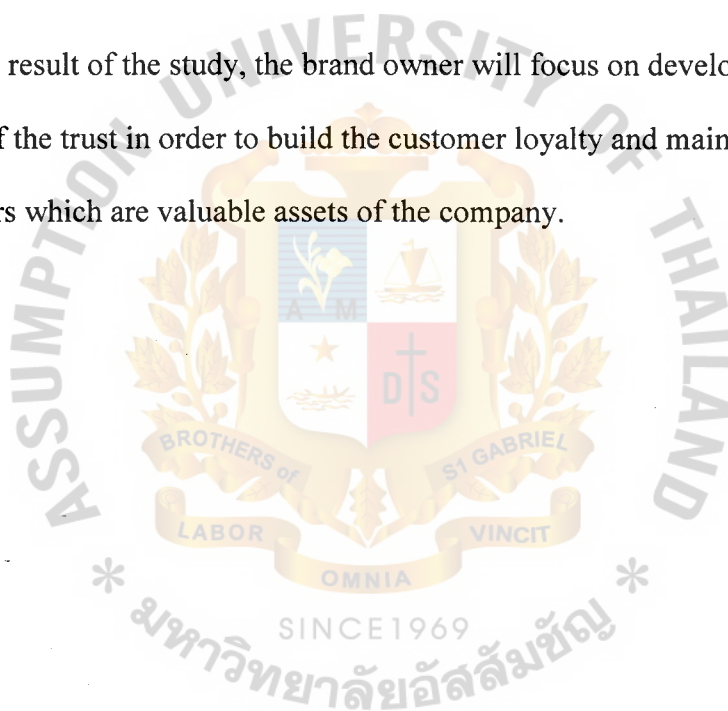 result of the study, the brand owner will focus on develo
f the trust in order to build the customer loyalty and main
rs which are valuable assets of the company.
ASSUMPTION UNIVERSITY OF THAILAND
A M
D S
BROTHERS of
S1 GABRIEL
LABOR
VINCIT
OMNIA
* *
SINCE1969
มหาวิทยาลัยอัสสัมชัญ